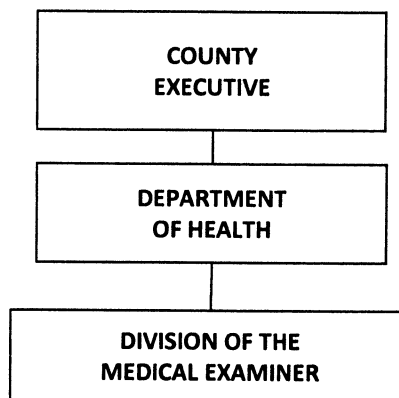 COUNTY
EXECUTIVE
DEPARTMENT
OF HEALTH
DIVISION OF THE
MEDICAL EXAMINER